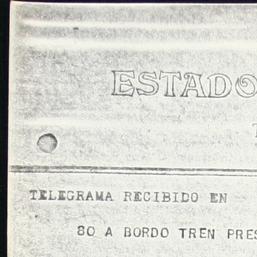 ESTADO
TELEGRAMA RECIBIDO EN
80 A BORDO TREN PRES